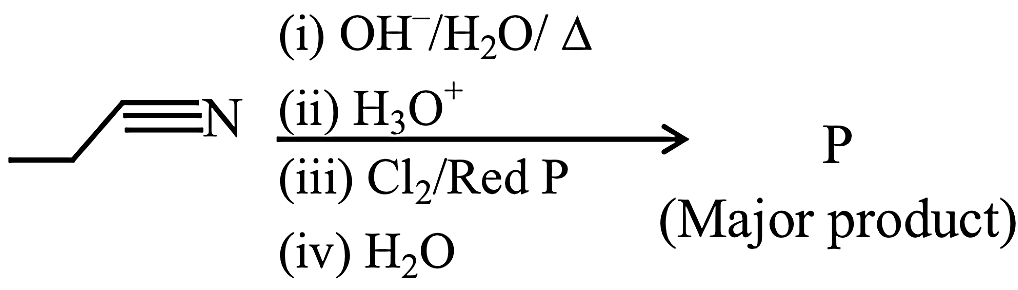 (i) OH⁻/H₂O/ Δ
≡N (ii) H₃O⁺
P
(iii) Cl₂/Red P
(Major product)
(iv) H₂O